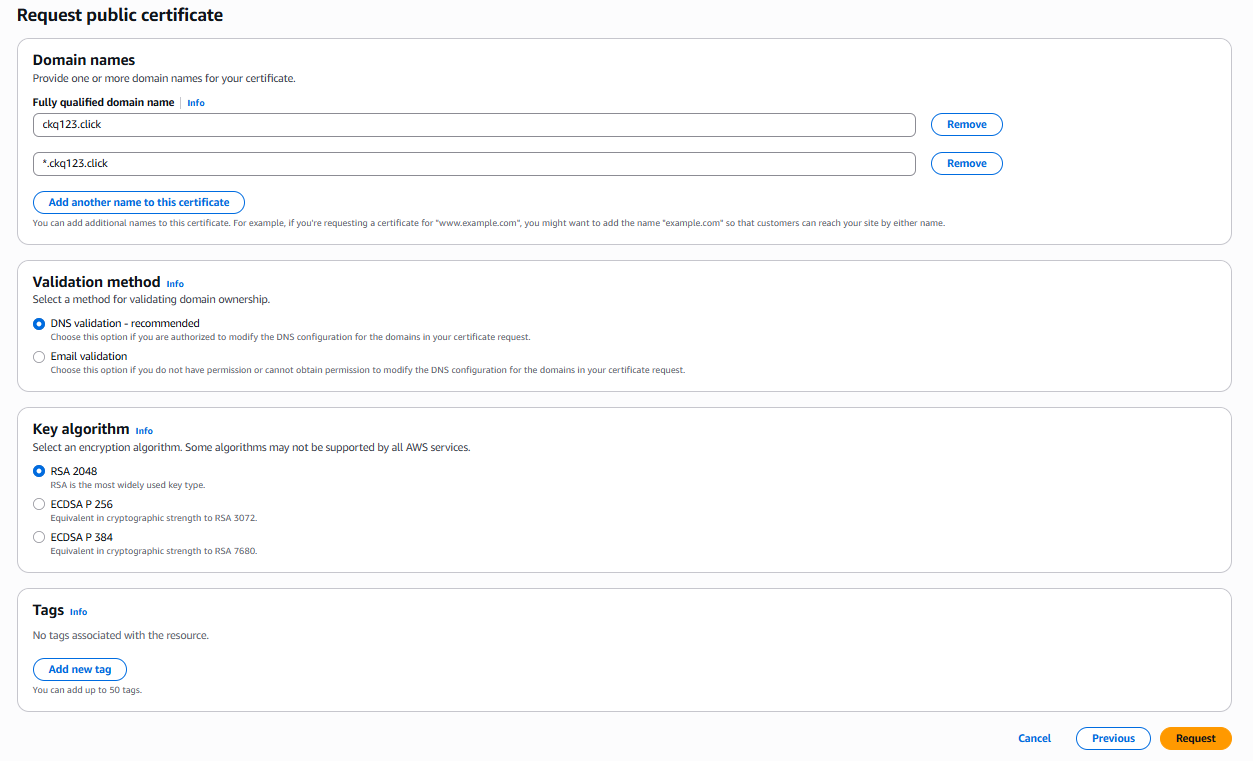 Request public certificate
Domain names
Provide one or more domain names for your certificate.
Fully qualified domain name Info
ckq123.click Remove
*.ckq123.click Remove
Add another name to this certificate
You can add additional names to this certificate. For example, if you're requesting a certificate for "www.example.com", you might want to add the name "example.com" so that customers can reach your site by either name.
Validation method Info
Select a method for validating domain ownership.
DNS validation - recommended
Choose this option if you are authorized to modify the DNS configuration for the domains in your certificate request.
Email validation
Choose this option if you do not have permission or cannot obtain permission to modify the DNS configuration for the domains in your certificate request.
Key algorithm Info
Select an encryption algorithm. Some algorithms may not be supported by all AWS services.
RSA 2048
RSA is the most widely used key type.
ECDSA P 256
Equivalent in cryptographic strength to RSA 3072.
ECDSA P 384
Equivalent in cryptographic strength to RSA 7680.
Tags Info
No tags associated with the resource.
Add new tag
You can add up to 50 tags.
Cancel Previous Request